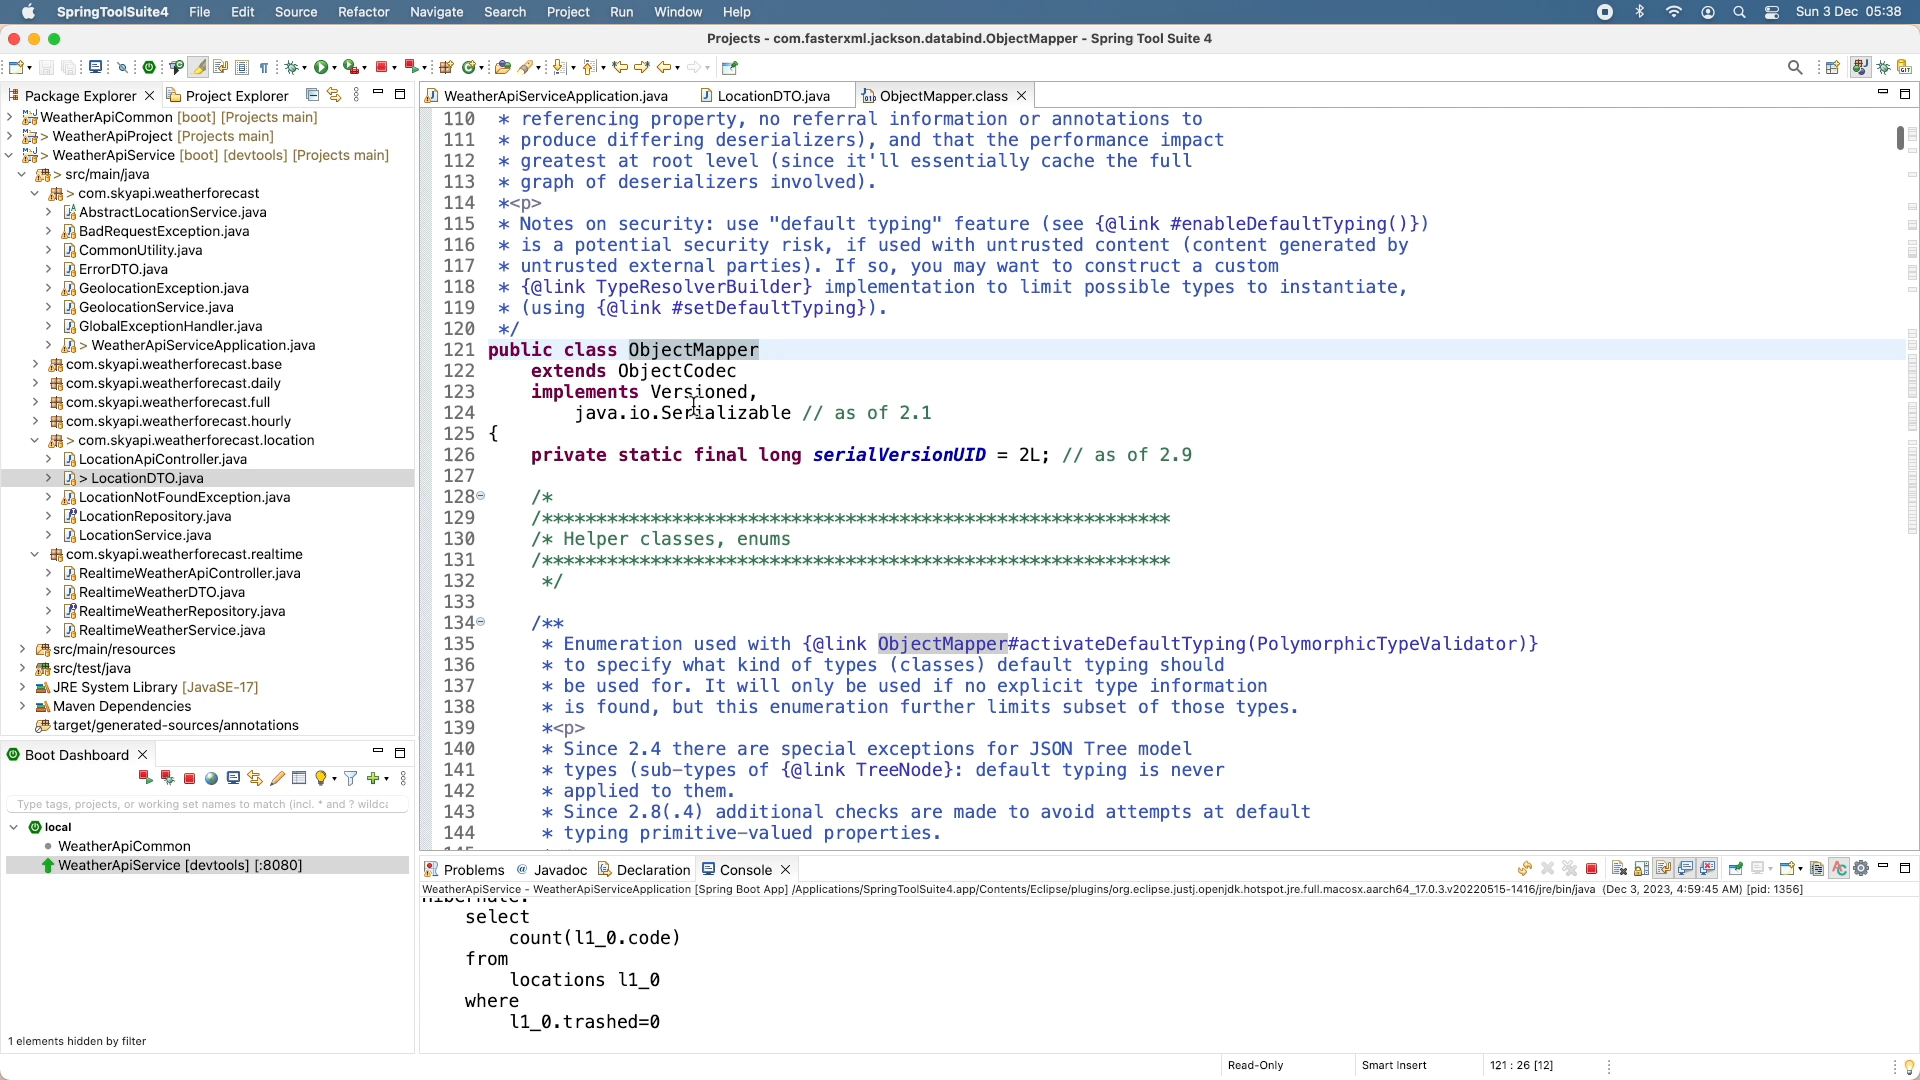 SpringToolSuite4 File Edit Source Refactor Navigate Search Project Run Window Help Sun 3 Dec 05:38
Projects - com.fasterxml.jackson.databind.ObjectMapper - Spring Tool Suite 4
Package Explorer Project Explorer
WeatherApiCommon [boot] [Projects main]
> WeatherApiProject [Projects main]
> WeatherApiService [boot] [devtools] [Projects main]
> src/main/java
> com.skyapi.weatherforecast
AbstractLocationService.java
BadRequestException.java
CommonUtility.java
ErrorDTO.java
GeolocationException.java
GeolocationService.java
GlobalExceptionHandler.java
> WeatherApiServiceApplication.java
com.skyapi.weatherforecast.base
com.skyapi.weatherforecast.daily
com.skyapi.weatherforecast.full
com.skyapi.weatherforecast.hourly
> com.skyapi.weatherforecast.location
LocationApiController.java
> LocationDTO.java
LocationNotFoundException.java
LocationRepository.java
LocationService.java
com.skyapi.weatherforecast.realtime
RealtimeWeatherApiController.java
RealtimeWeatherDTO.java
RealtimeWeatherRepository.java
RealtimeWeatherService.java
src/main/resources
src/test/java
JRE System Library [JavaSE-17]
Maven Dependencies
target/generated-sources/annotations
Boot Dashboard
Type tags, projects, or working set names to match (incl. * and ? wildca
local
WeatherApiCommon
WeatherApiService [devtools] [:8080]
1 elements hidden by filter
WeatherApiServiceApplication.java LocationDTO.java ObjectMapper.class
110 * referencing property, no referral information or annotations to
111 * produce differing deserializers), and that the performance impact
112 * greatest at root level (since it'll essentially cache the full
113 * graph of deserializers involved).
114 *<p>
115 * Notes on security: use "default typing" feature (see {@link #enableDefaultTyping()})
116 * is a potential security risk, if used with untrusted content (content generated by
117 * untrusted external parties). If so, you may want to construct a custom
118 * {@link TypeResolverBuilder} implementation to limit possible types to instantiate,
119 * (using {@link #setDefaultTyping}).
120 */
121 public class ObjectMapper
122 extends ObjectCodec
123 implements Versioned,
124 java.io.Serializable // as of 2.1
125 {
126 private static final long serialVersionUID = 2L; // as of 2.9
127
128 /*
129 /**********************************************************
130 /* Helper classes, enums
131 /**********************************************************
132 */
133
134 /**
135 * Enumeration used with {@link ObjectMapper#activateDefaultTyping(PolymorphicTypeValidator)}
136 * to specify what kind of types (classes) default typing should
137 * be used for. It will only be used if no explicit type information
138 * is found, but this enumeration further limits subset of those types.
139 *<p>
140 * Since 2.4 there are special exceptions for JSON Tree model
141 * types (sub-types of {@link TreeNode}: default typing is never
142 * applied to them.
143 * Since 2.8(.4) additional checks are made to avoid attempts at default
144 * typing primitive-valued properties.
Problems Javadoc Declaration Console
WeatherApiService - WeatherApiServiceApplication [Spring Boot App] /Applications/SpringToolSuite4.app/Contents/Eclipse/plugins/org.eclipse.justj.openjdk.hotspot.jre.full.macosx.aarch64_17.0.3.v20220515-1416/jre/bin/java (Dec 3, 2023, 4:59:45 AM) [pid: 1356]
Hibernate:
select
count(l1_0.code)
from
locations l1_0
where
l1_0.trashed=0
Read-Only Smart Insert 121 : 26 [12]